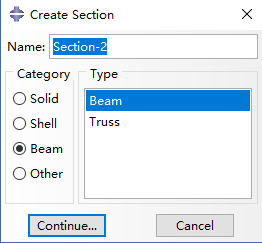 Create Section
Name: Section-2
Category
Type
Solid
Shell
Beam
Other
Beam
Truss
Continue...
Cancel